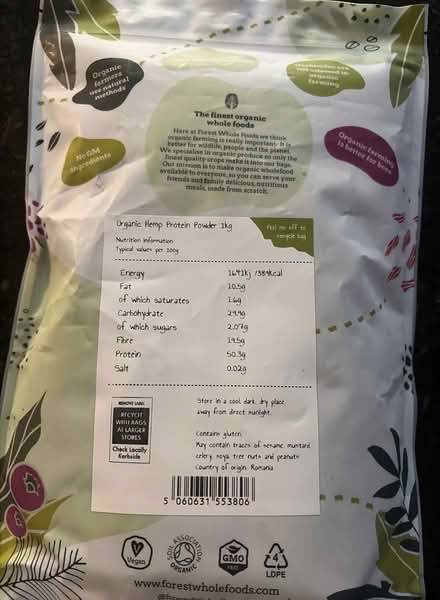 Organic
farmers
use natural
methods
organic
farming
The finest organic
whole foods
Here at Forest Whole Foods we think
organic farming is really important. It is
better for wildlife, people and the planet.
We specialise in organic produce so only the
finest quality crops make it into our bags.
Our mission is to make organic wholefood
available to everyone, so you can serve your
friends and family delicious, nutritious
meals, made from scratch.
No GM
ingredients
Organic farming
is better for bees
Organic Hemp Protein Powder 1kg
Peel me off to
recycle bag
Nutrition Information
Typical values per 100g
Energy 1641kj /389kcal
Fat 10.5g
of which saturates 1.6g
Carbohydrate 29.9g
of which sugars 2.07g
Fibre 19.5g
Protein 50.3g
Salt 0.02g
REMOVE LABEL
RECYCLE
WITH BAGS
AT LARGER
STORES
Check Locally
Kerbside
Store in a cool, dark, dry place,
away from direct sunlight.
Contains gluten.
May contain traces of sesame, mustard,
celery, soya, tree nuts and peanuts
Country of origin: Romania
5 060631 553806
Vegan
SOIL ASSOCIATION
ORGANIC
GMO
FREE
4
LDPE
www.forestwholefoods.com